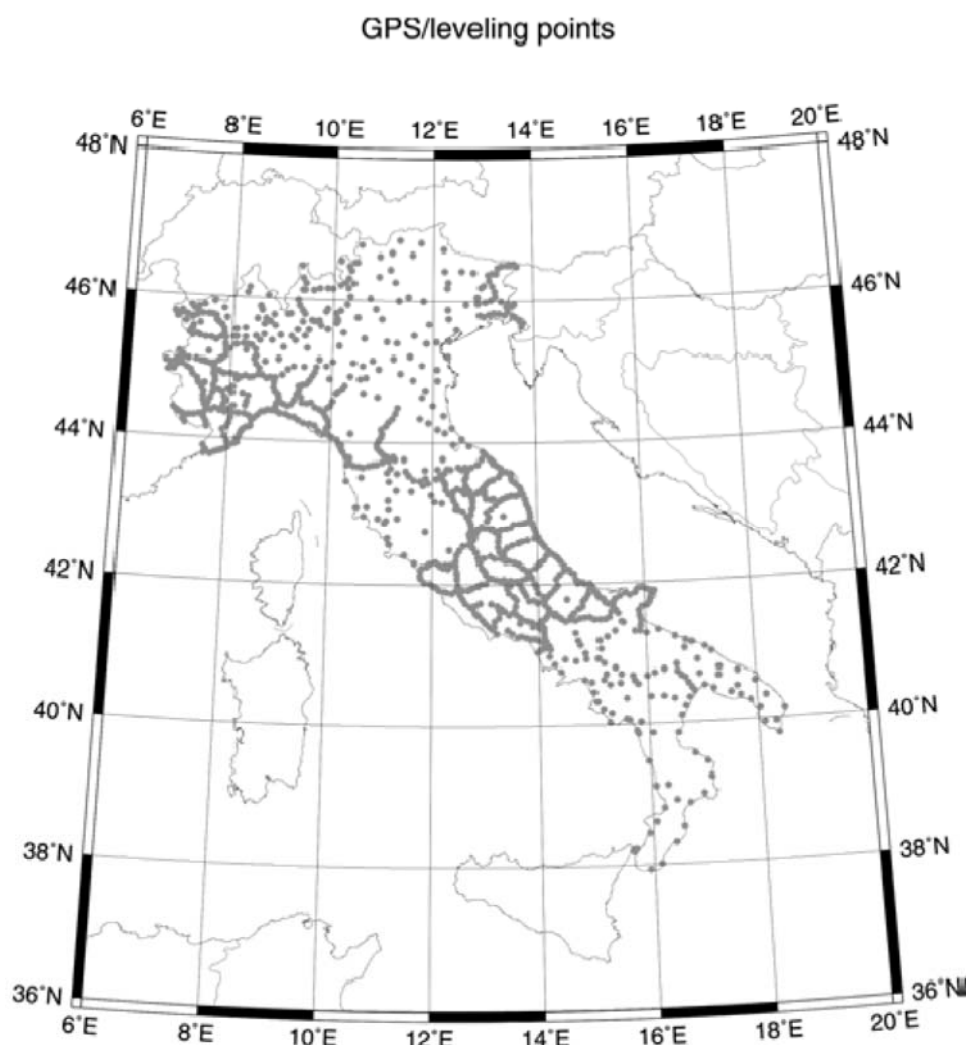 GPS/leveling points
6˚E 8˚E 10˚E 12˚E 14˚E 16˚E 18˚E 20˚E
48˚N 48˚N
46˚N 46˚N
44˚N 44˚N
42˚N 42˚N
40˚N 40˚N
38˚N 38˚N
36˚N 36˚N
6˚E 8˚E 10˚E 12˚E 14˚E 16˚E 18˚E 20˚E